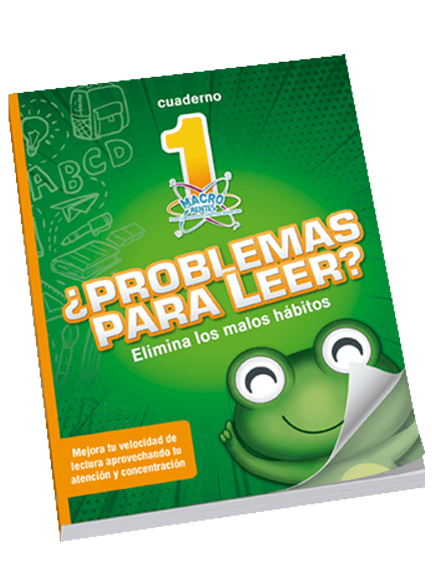 cuaderno
1
MACRO
MENTES
¿PROBLEMAS
PARA LEER?
Elimina los malos hábitos
Mejora tu velocidad de
lectura aprovechando tu
atención y concentración
ABCD